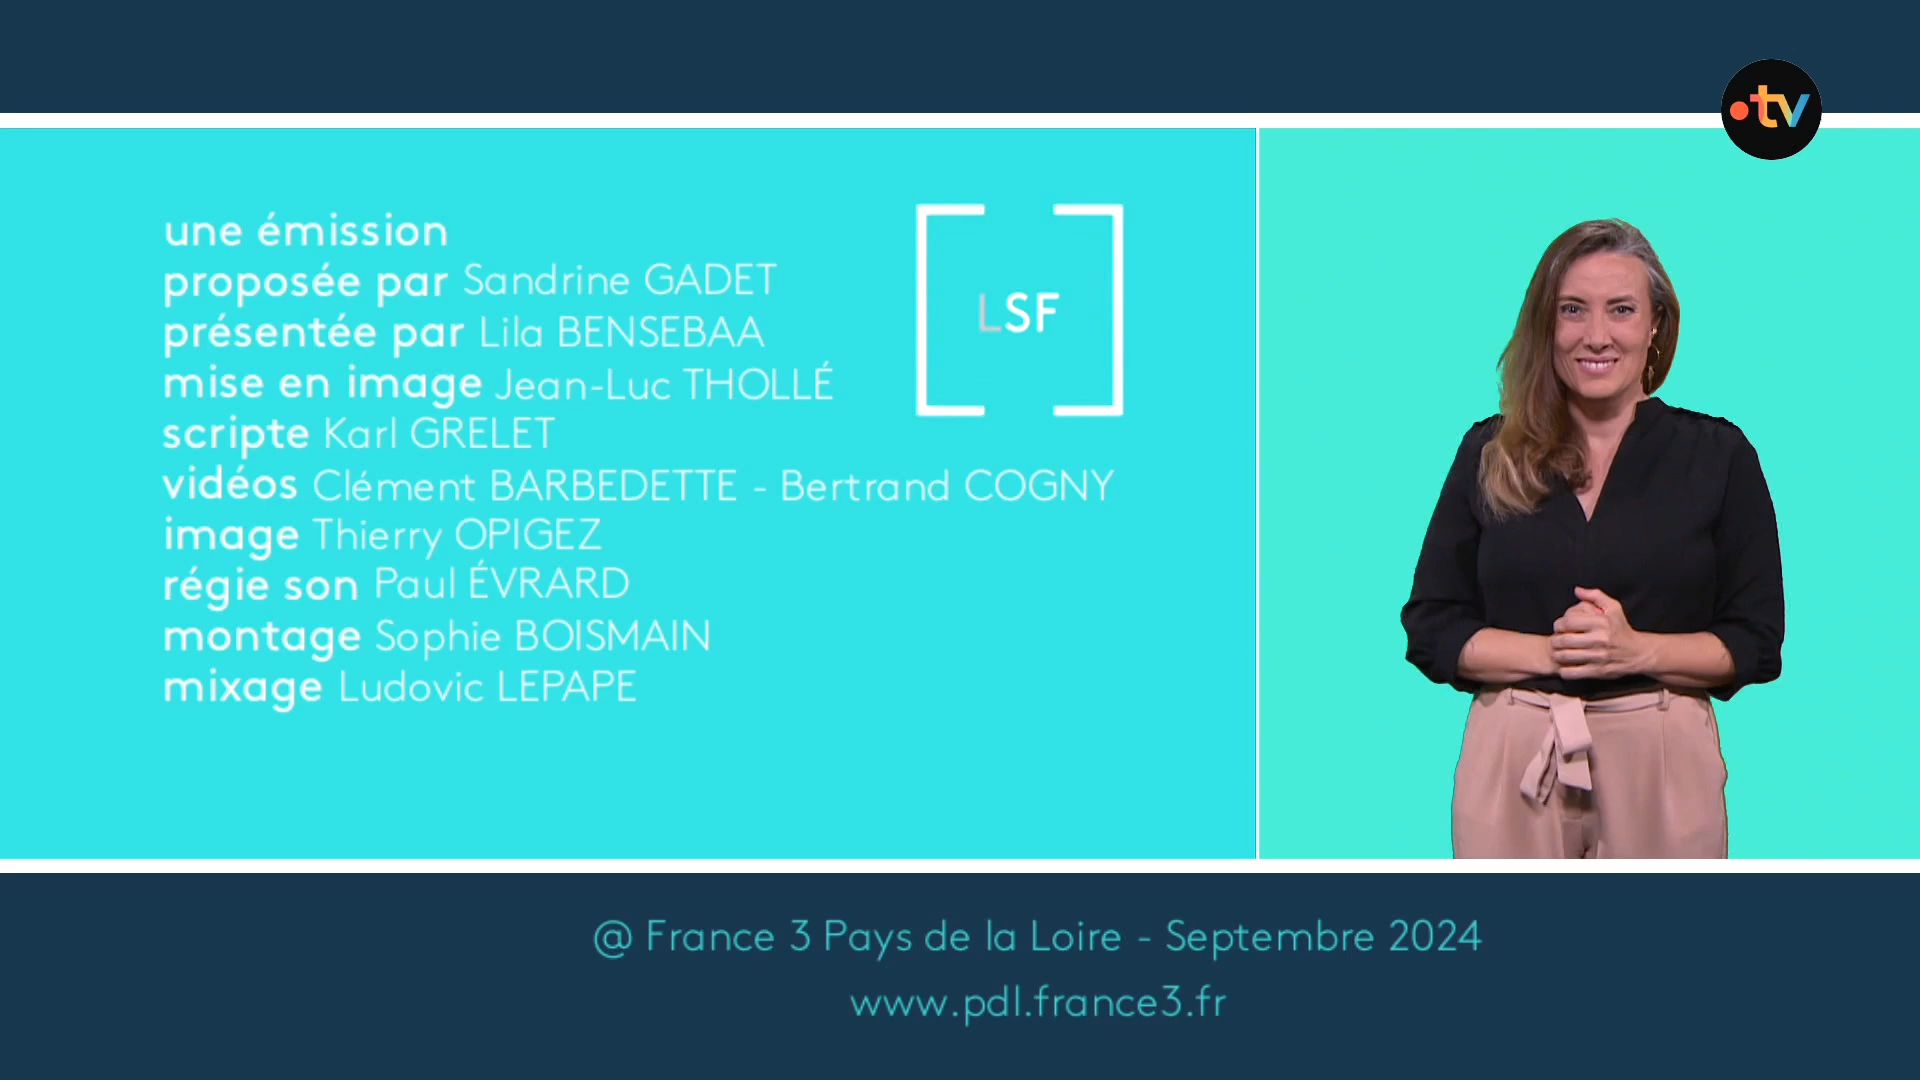 tv
une émission
proposée par Sandrine GADET
présentée par Lila BENSEBAA
mise en image Jean-Luc THOLLÉ
scripte Karl GRELET
vidéos Clément BARBEDETTE - Bertrand COGNY
image Thierry OPIGEZ
régie son Paul ÉVRARD
montage Sophie BOISMAIN
mixage Ludovic LEPAPE
LSF
@ France 3 Pays de la Loire - Septembre 2024
www.pdl.france3.fr